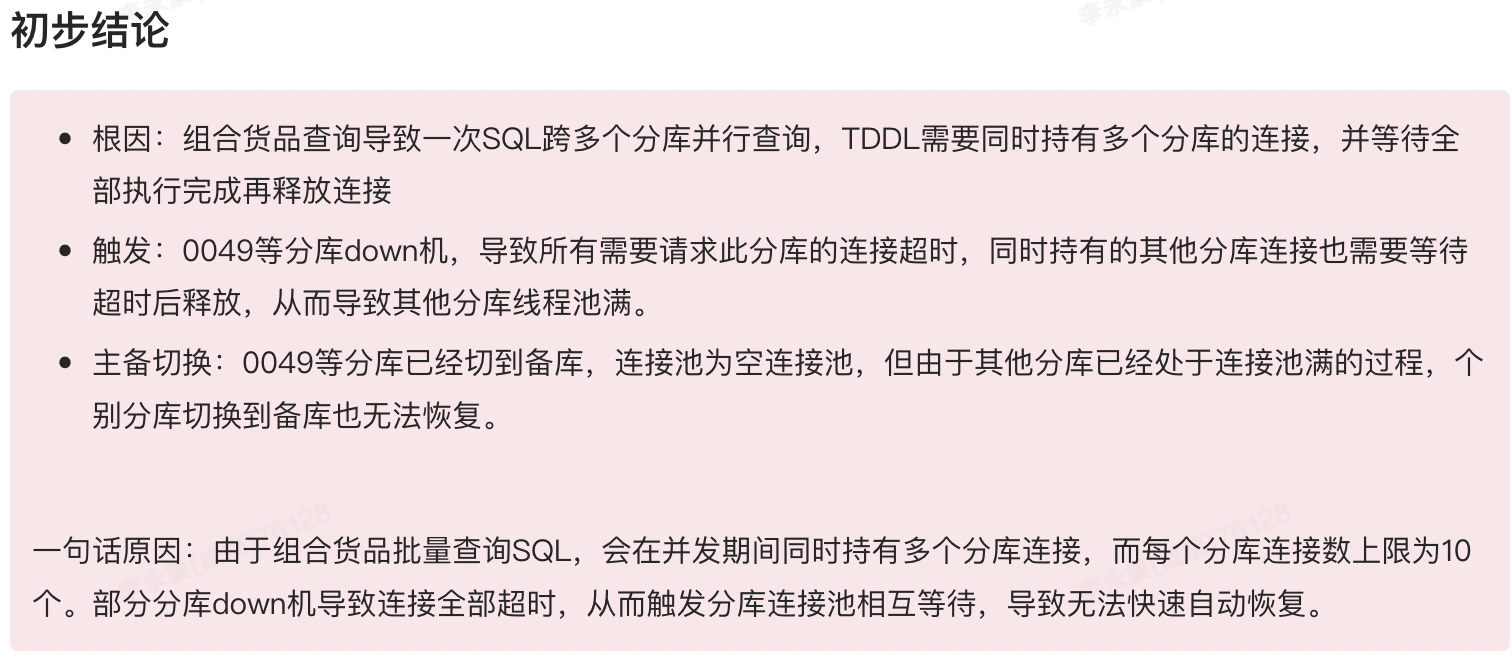 初步结论
• 根因：组合货品查询导致一次SQL跨多个分库并行查询，TDDL需要同时持有多个分库的连接，并等待全
部执行完成再释放连接
• 触发：0049等分库down机，导致所有需要请求此分库的连接超时，同时持有的其他分库连接也需要等待
超时后释放，从而导致其他分库线程池满。
• 主备切换：0049等分库已经切到备库，连接池为空连接池，但由于其他分库已经处于连接池满的过程，个
别分库切换到备库也无法恢复。
一句话原因：由于组合货品批量查询SQL，会在并发期间同时持有多个分库连接，而每个分库连接数上限为10
个。部分分库down机导致连接全部超时，从而触发分库连接池相互等待，导致无法快速自动恢复。